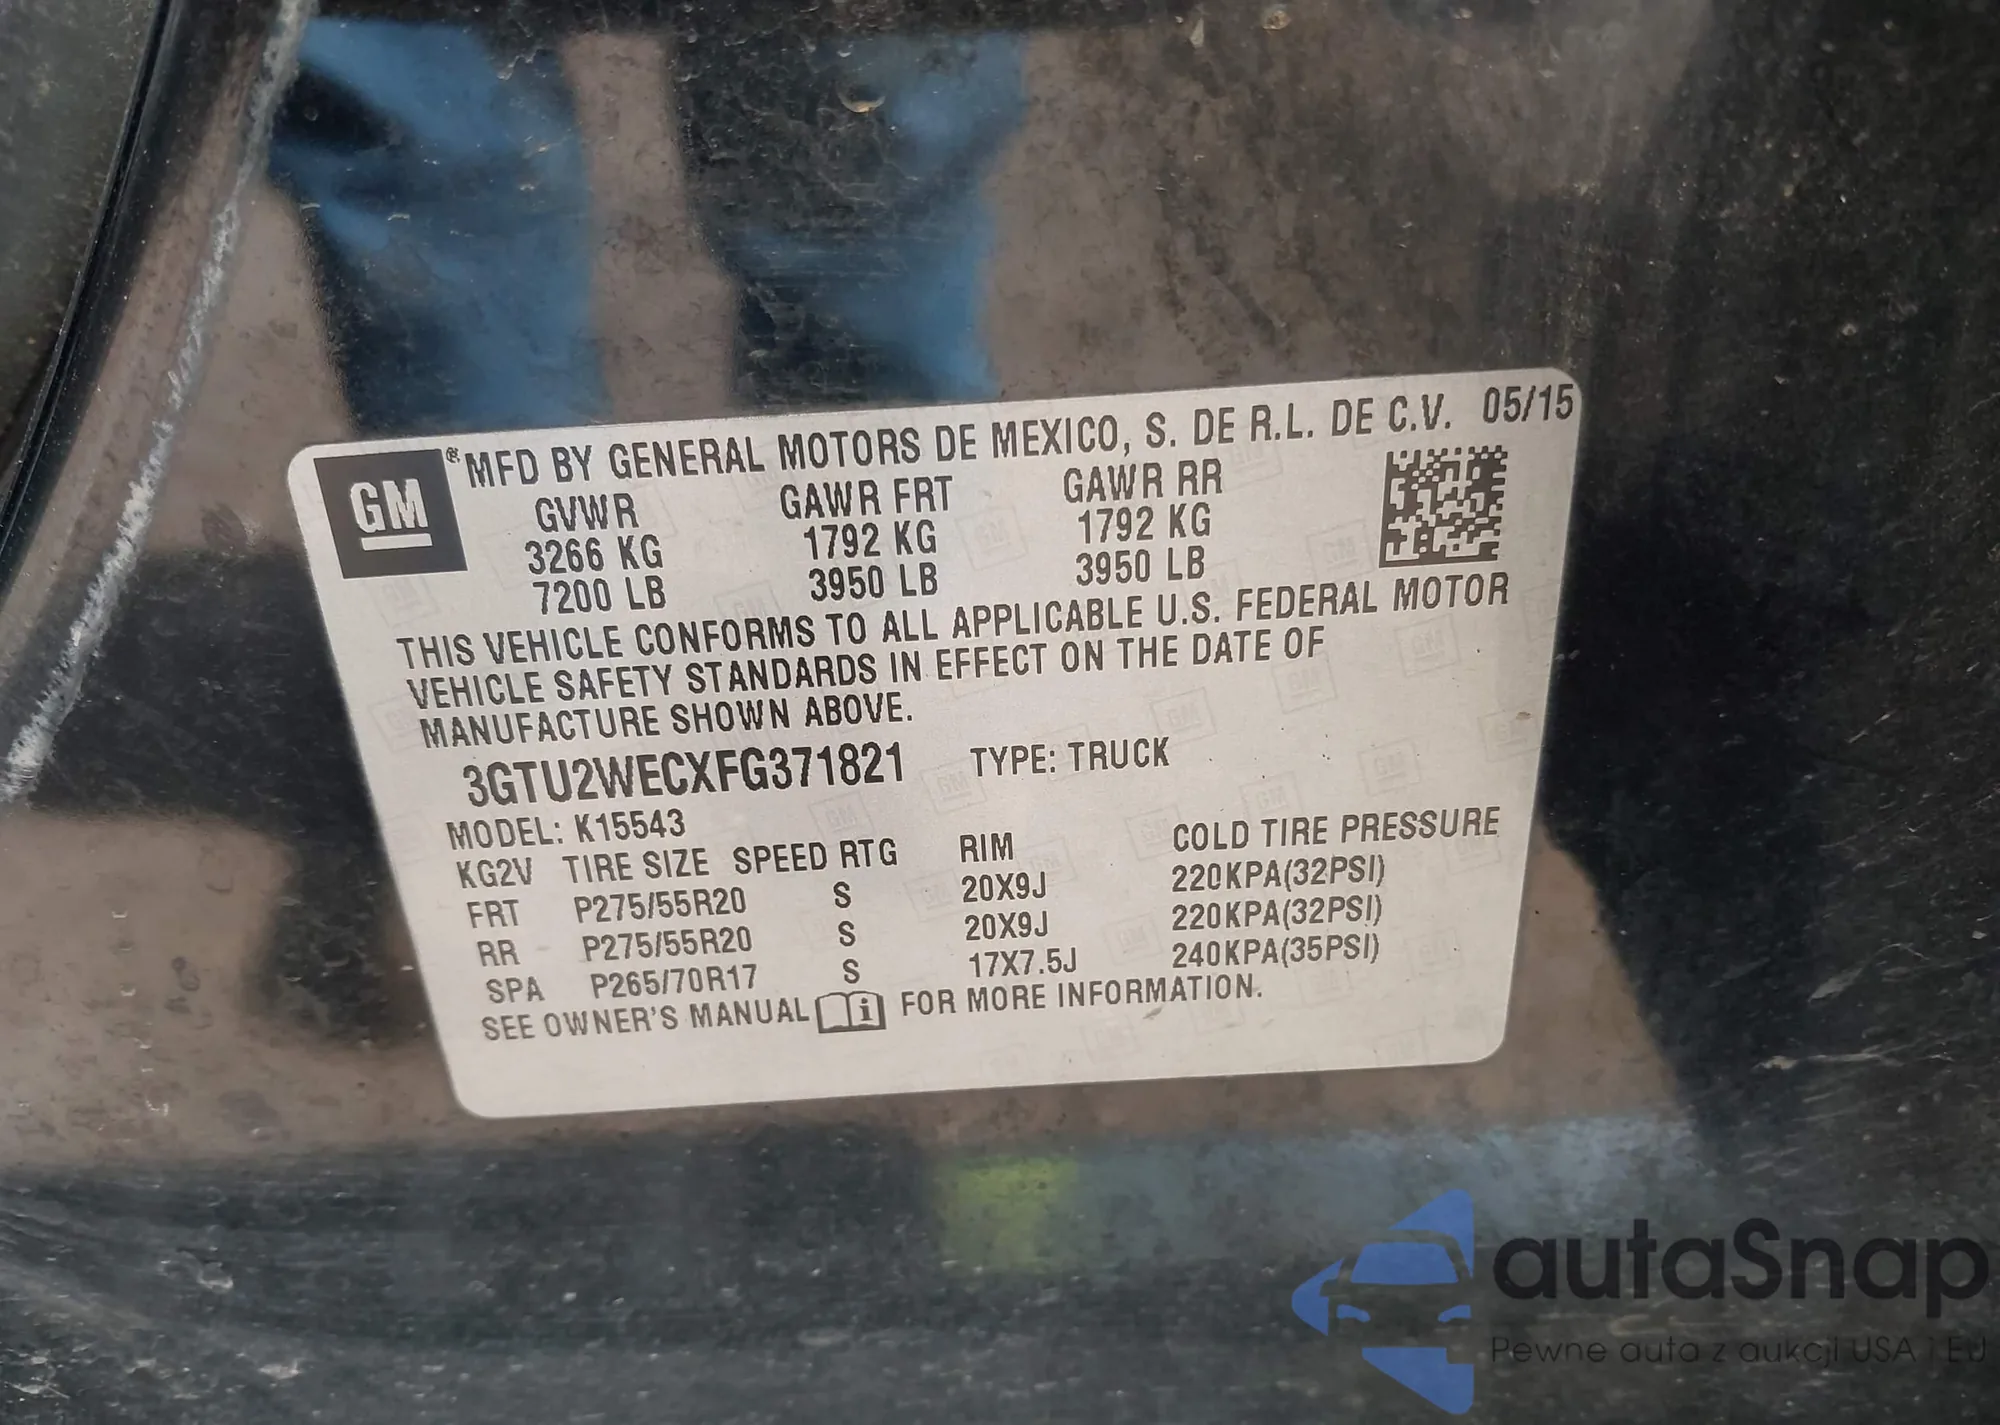 GM
® MFD BY GENERAL MOTORS DE MEXICO, S. DE R.L. DE C.V. 05/15
GVWR GAWR FRT GAWR RR
3266 KG 1792 KG 1792 KG
7200 LB 3950 LB 3950 LB
THIS VEHICLE CONFORMS TO ALL APPLICABLE U.S. FEDERAL MOTOR
VEHICLE SAFETY STANDARDS IN EFFECT ON THE DATE OF
MANUFACTURE SHOWN ABOVE.
3GTU2WECXFG371821 TYPE: TRUCK
MODEL: K15543
KG2V TIRE SIZE SPEED RTG RIM COLD TIRE PRESSURE
FRT P275/55R20 S 20X9J 220KPA(32PSI)
RR P275/55R20 S 20X9J 220KPA(32PSI)
SPA P265/70R17 S 17X7.5J 240KPA(35PSI)
SEE OWNER'S MANUAL i FOR MORE INFORMATION.
autaSnap
Pewne auta z aukcji USA i EU